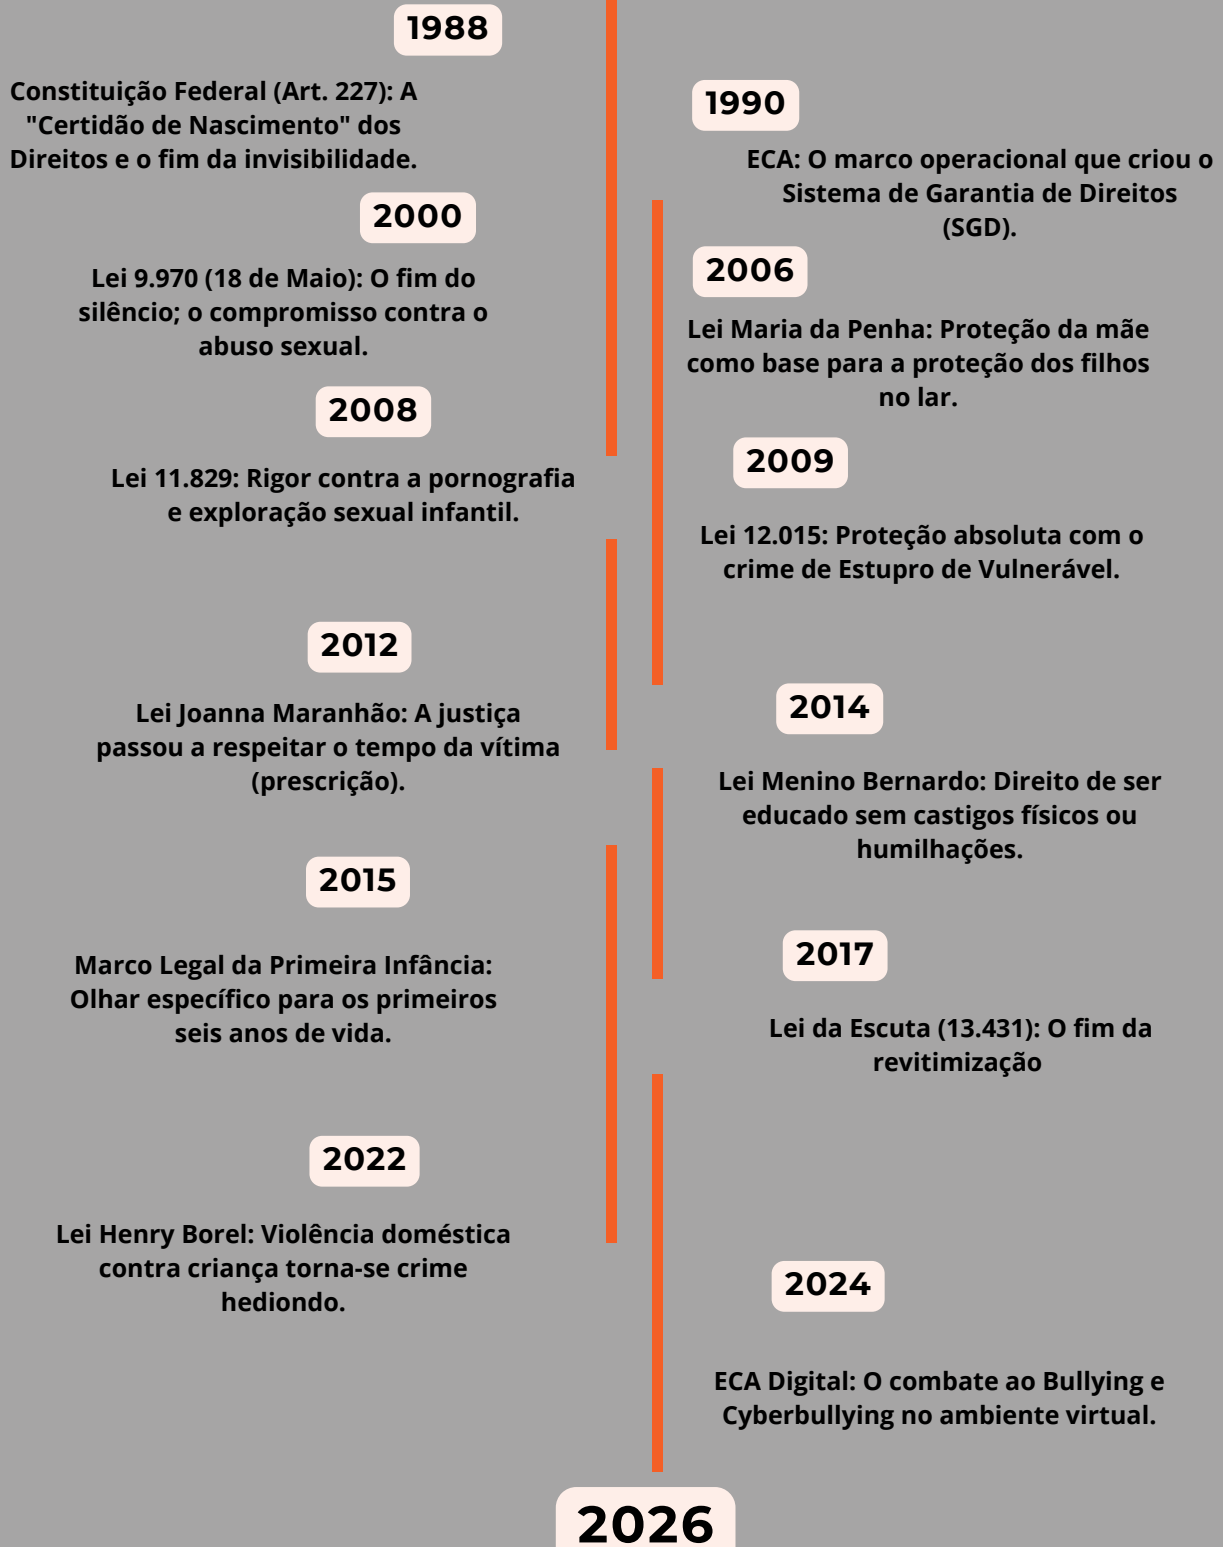 1988
Constituição Federal (Art. 227): A
"Certidão de Nascimento" dos
Direitos e o fim da invisibilidade.
1990
ECA: O marco operacional que criou o
Sistema de Garantia de Direitos
(SGD).
2000
Lei 9.970 (18 de Maio): O fim do
silêncio; o compromisso contra o
abuso sexual.
2006
Lei Maria da Penha: Proteção da mãe
como base para a proteção dos filhos
no lar.
2008
Lei 11.829: Rigor contra a pornografia
e exploração sexual infantil.
2009
Lei 12.015: Proteção absoluta com o
crime de Estupro de Vulnerável.
2012
Lei Joanna Maranhão: A justiça
passou a respeitar o tempo da vítima
(prescrição).
2014
Lei Menino Bernardo: Direito de ser
educado sem castigos físicos ou
humilhações.
2015
Marco Legal da Primeira Infância:
Olhar específico para os primeiros
seis anos de vida.
2017
Lei da Escuta (13.431): O fim da
revitimização
2022
Lei Henry Borel: Violência doméstica
contra criança torna-se crime
hediondo.
2024
ECA Digital: O combate ao Bullying e
Cyberbullying no ambiente virtual.
2026